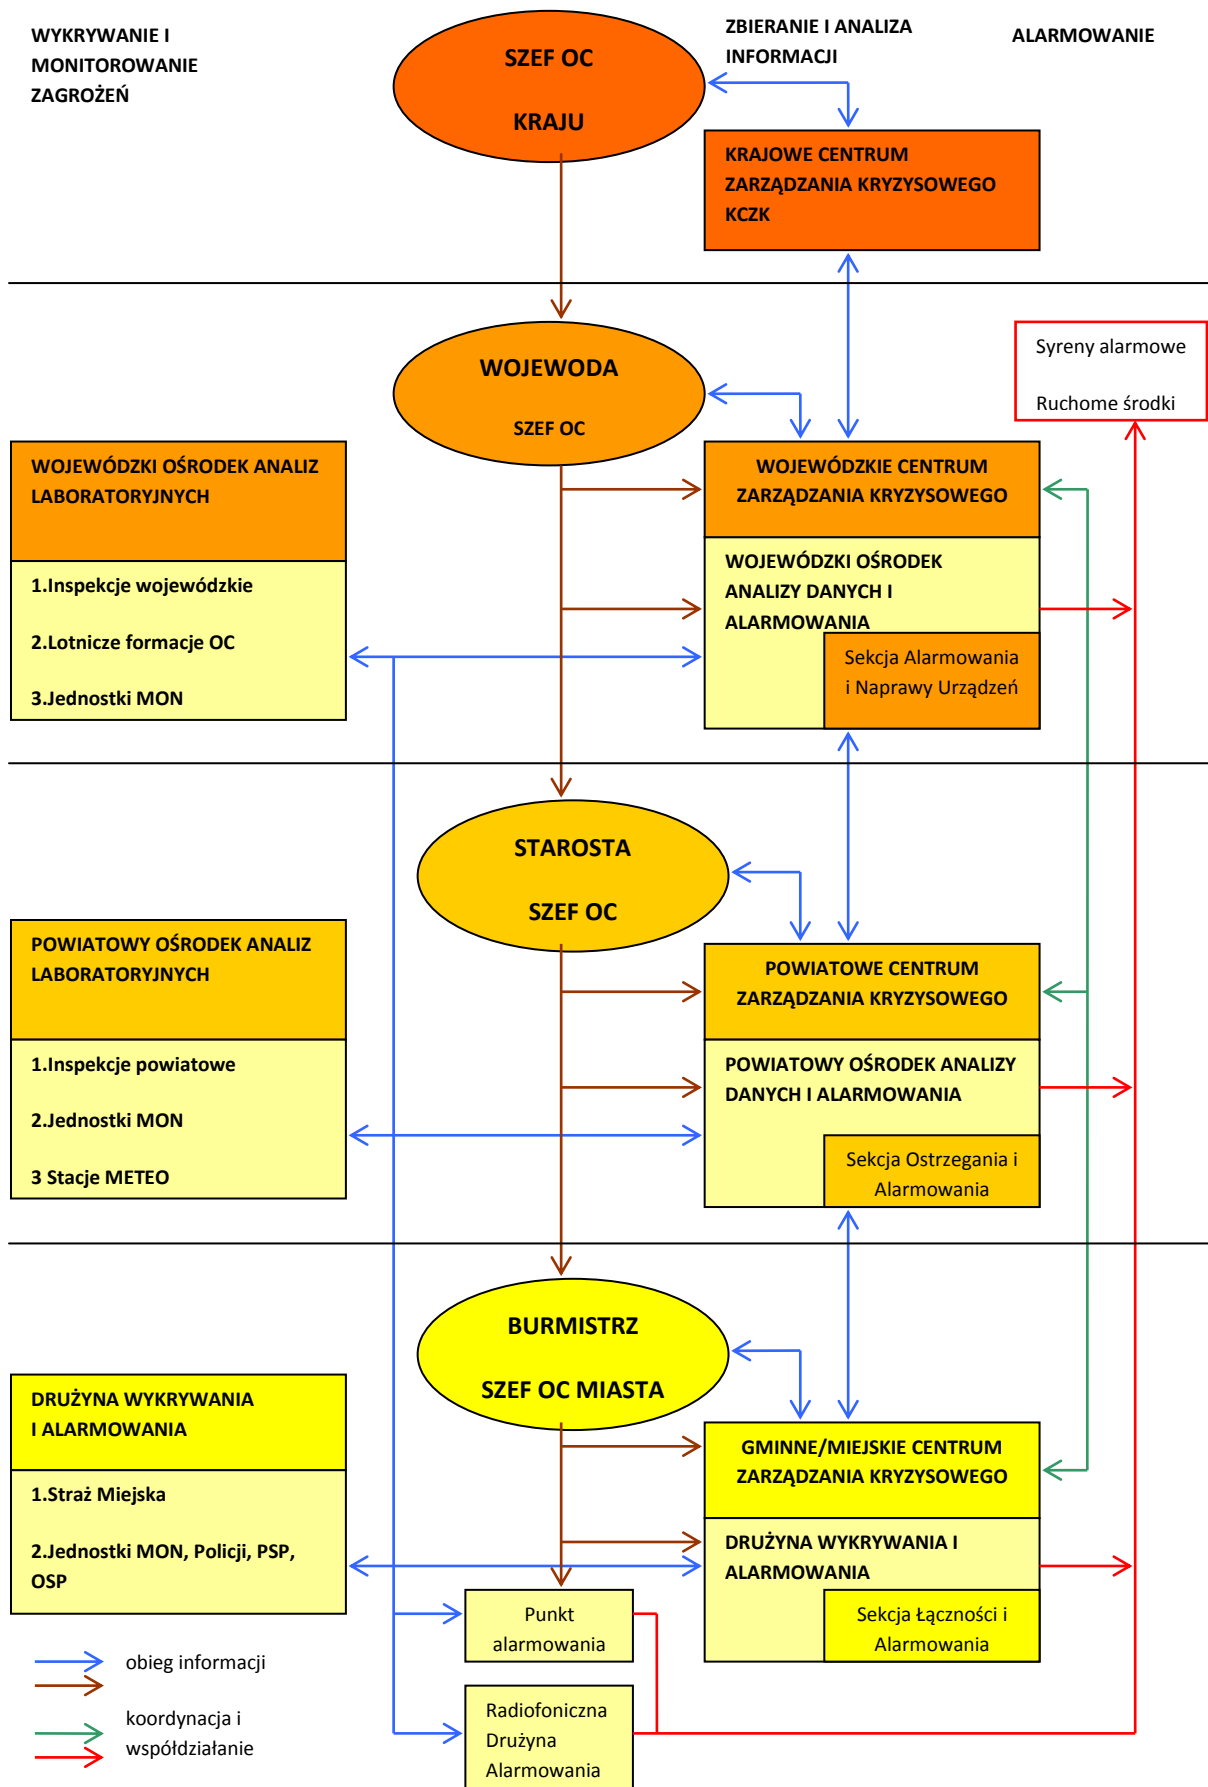 WYKRYWANIE I
MONITOROWANIE
ZAGROŻEŃ
SZEF OC
KRAJU
ZBIERANIE I ANALIZA
INFORMACJI
ALARMOWANIE
KRAJOWE CENTRUM
ZARZĄDZANIA KRYZYSOWEGO
KCZK
WOJEWODA
SZEF OC
Syreny alarmowe
Ruchome środki
WOJEWÓDZKI OŚRODEK ANALIZ
LABORATORYJNYCH
1.Inspekcje wojewódzkie
2.Lotnicze formacje OC
3.Jednostki MON
WOJEWÓDZKIE CENTRUM
ZARZĄDZANIA KRYZYSOWEGO
WOJEWÓDZKI OŚRODEK
ANALIZY DANYCH I
ALARMOWANIA
Sekcja Alarmowania
i Naprawy Urządzeń
STAROSTA
SZEF OC
POWIATOWY OŚRODEK ANALIZ
LABORATORYJNYCH
1.Inspekcje powiatowe
2.Jednostki MON
3 Stacje METEO
POWIATOWE CENTRUM
ZARZĄDZANIA KRYZYSOWEGO
POWIATOWY OŚRODEK ANALIZY
DANYCH I ALARMOWANIA
Sekcja Ostrzegania i
Alarmowania
BURMISTRZ
SZEF OC MIASTA
DRUŻYNA WYKRYWANIA
I ALARMOWANIA
1.Straż Miejska
2.Jednostki MON, Policji, PSP,
OSP
GMINNE/MIEJSKIE CENTRUM
ZARZĄDZANIA KRYZYSOWEGO
DRUŻYNA WYKRYWANIA I
ALARMOWANIA
Sekcja Łączności i
Alarmowania
Punkt
alarmowania
Radiofoniczna
Drużyna
Alarmowania
obieg informacji
koordynacja i
współdziałanie